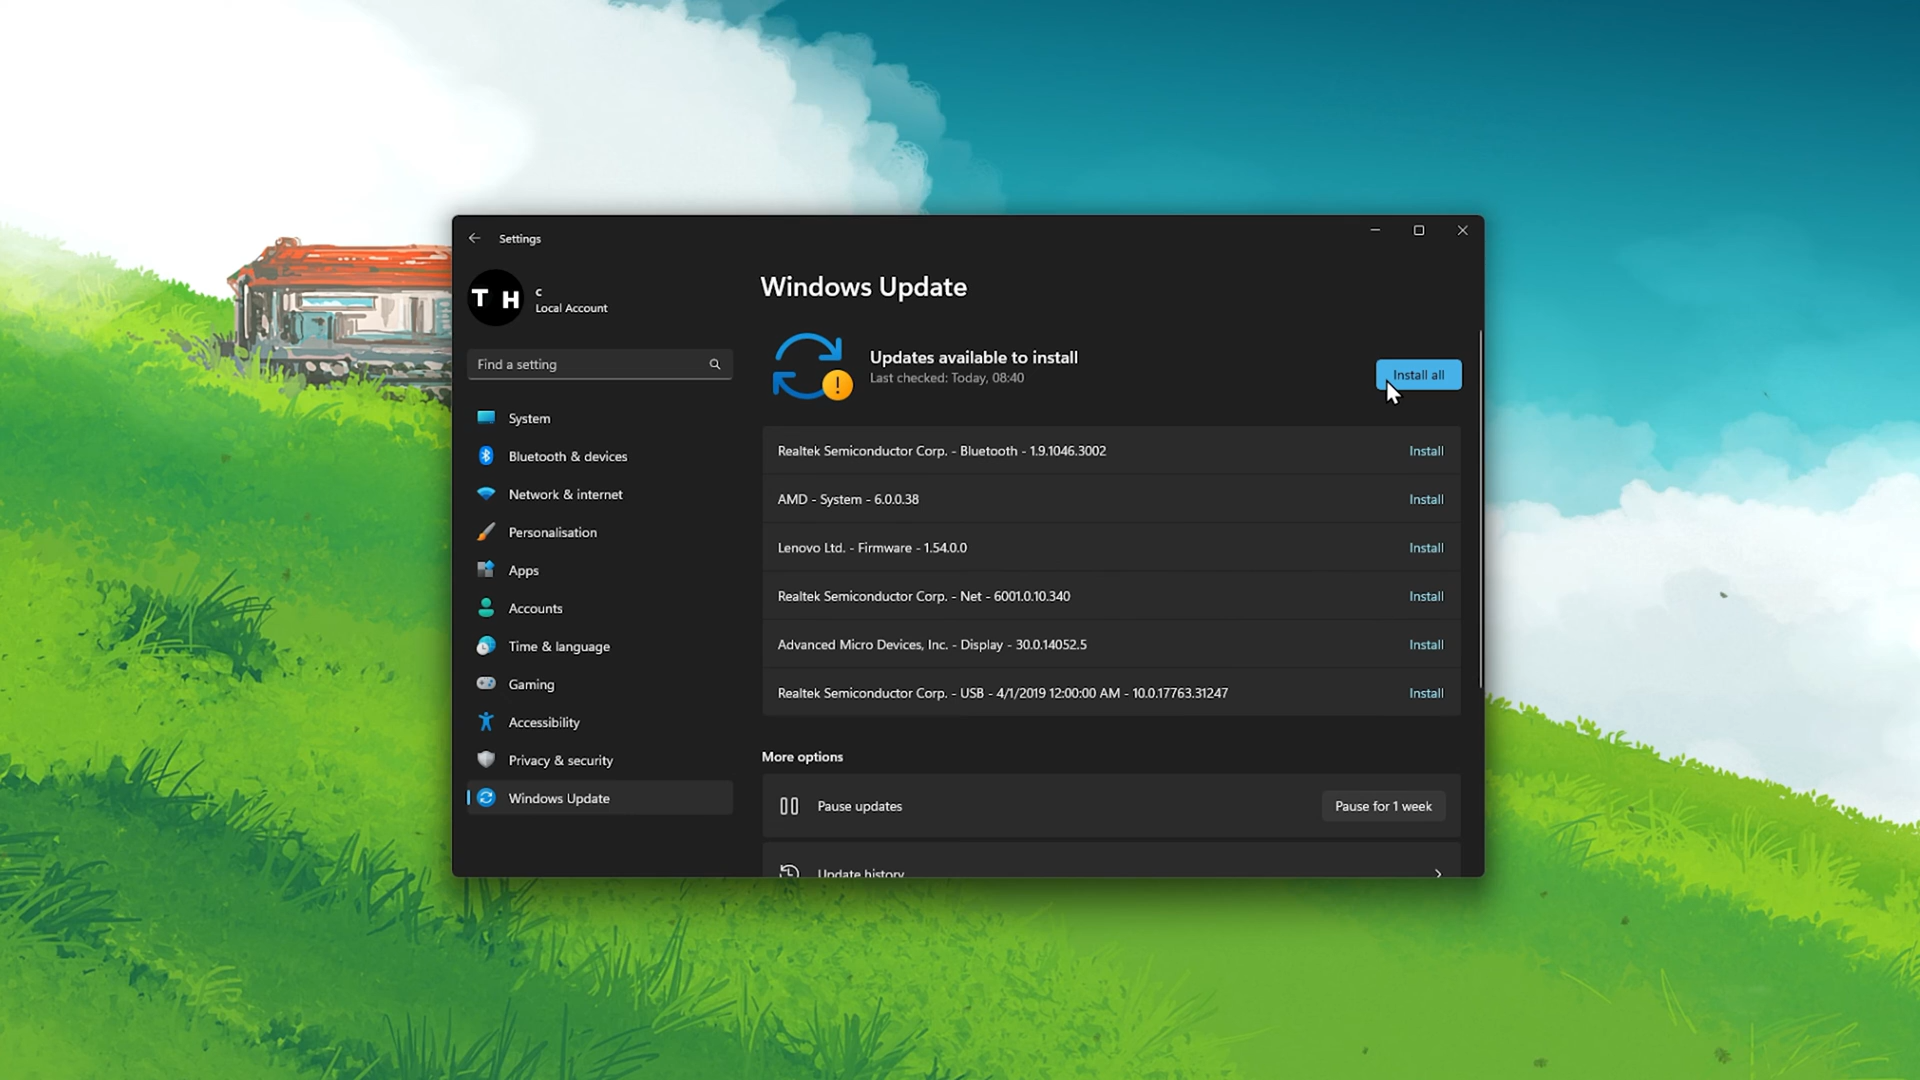 Settings
T H
c
Local Account
Find a setting
System
Bluetooth & devices
Network & internet
Personalisation
Apps
Accounts
Time & language
Gaming
Accessibility
Privacy & security
Windows Update
Windows Update
Updates available to install
Last checked: Today, 08:40
Install all
Realtek Semiconductor Corp. - Bluetooth - 1.9.1046.3002 Install
AMD - System - 6.0.0.38 Install
Lenovo Ltd. - Firmware - 1.54.0.0 Install
Realtek Semiconductor Corp. - Net - 6001.0.10.340 Install
Advanced Micro Devices, Inc. - Display - 30.0.14052.5 Install
Realtek Semiconductor Corp. - USB - 4/1/2019 12:00:00 AM - 10.0.17763.31247 Install
More options
Pause updates Pause for 1 week
Update history